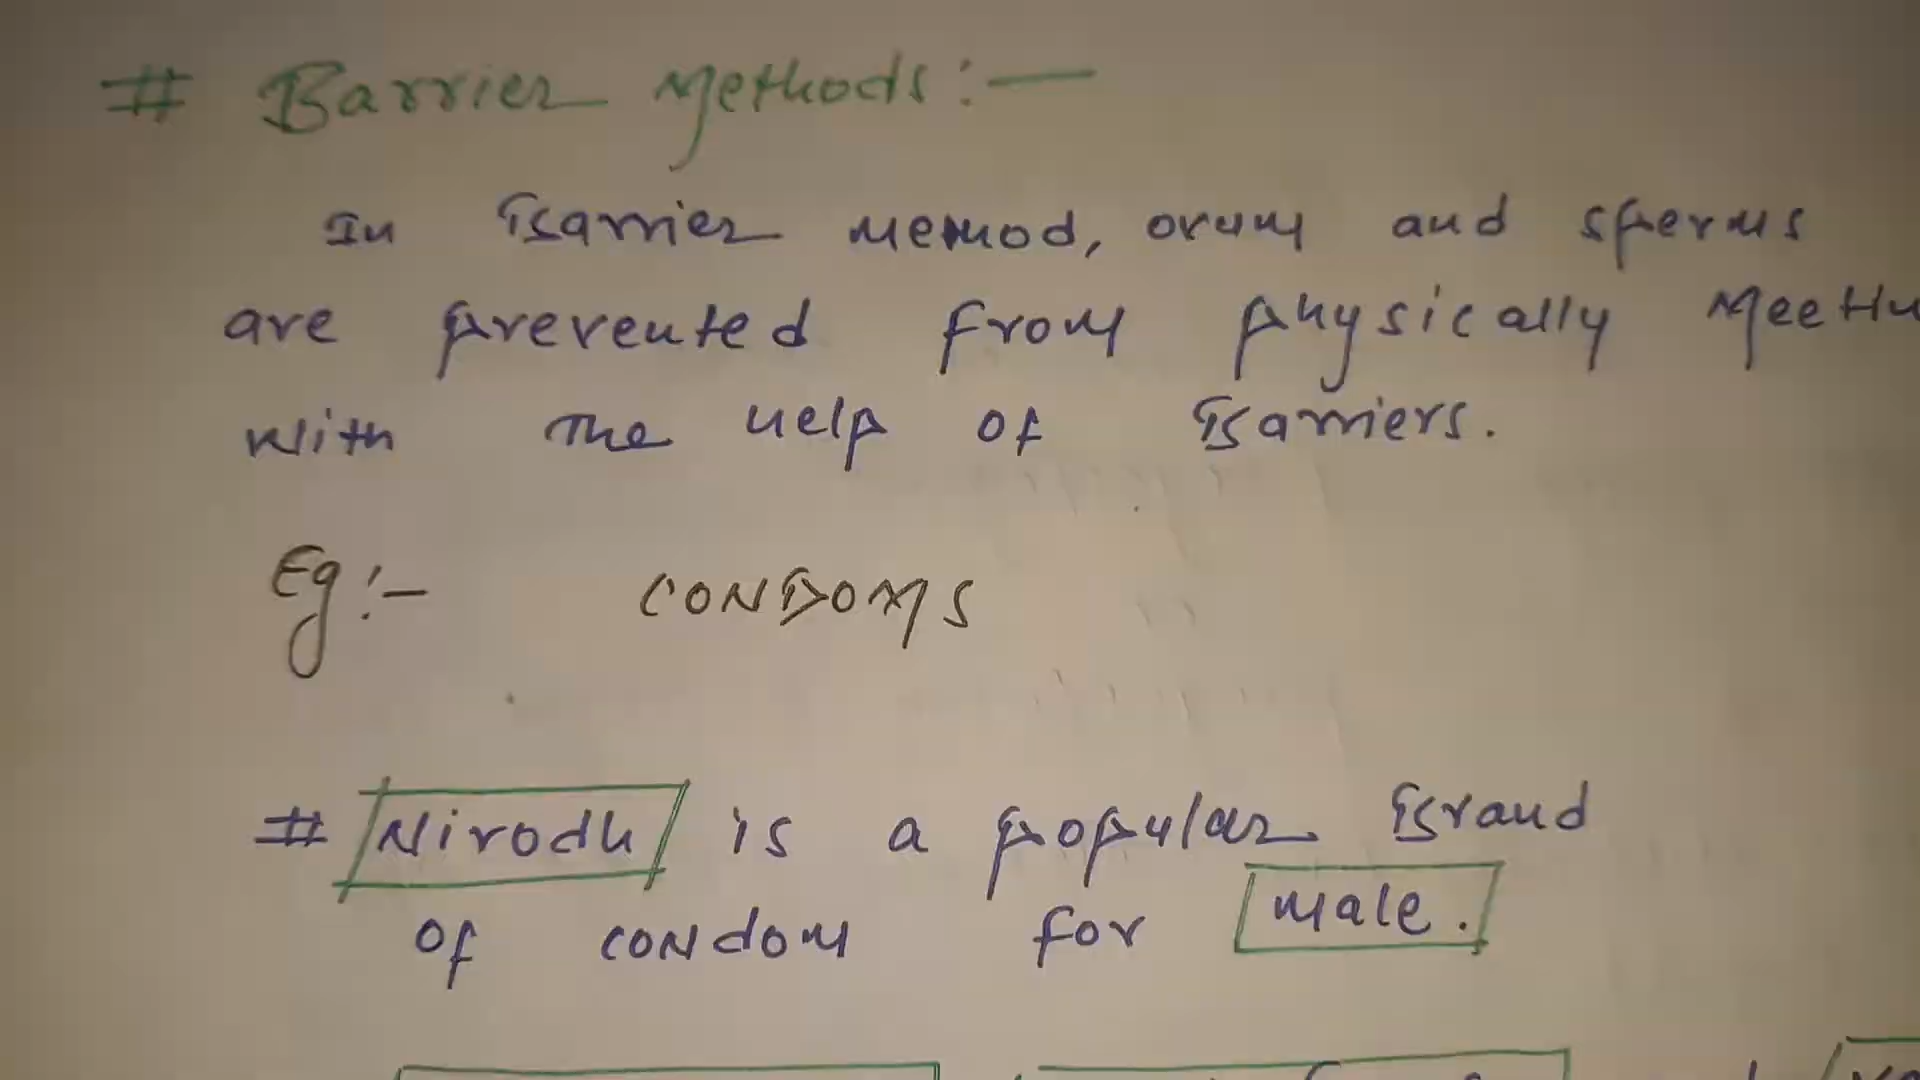 # Barrier Methods:—
In Barrier Method, ovum and sperms
are prevented from physically
with the help of Barriers.
Eg:- CONDOMS
# Nirodh is a popular Brand
of condom for male.